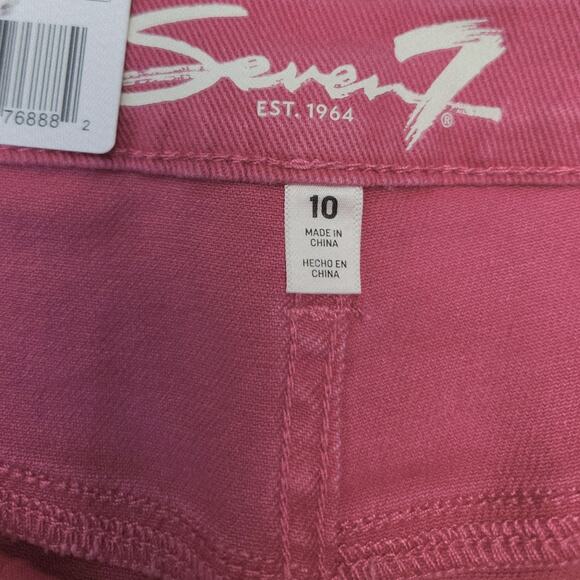 Seven7
EST. 1964
®
76888 2
10
MADE IN
CHINA
HECHO EN
CHINA